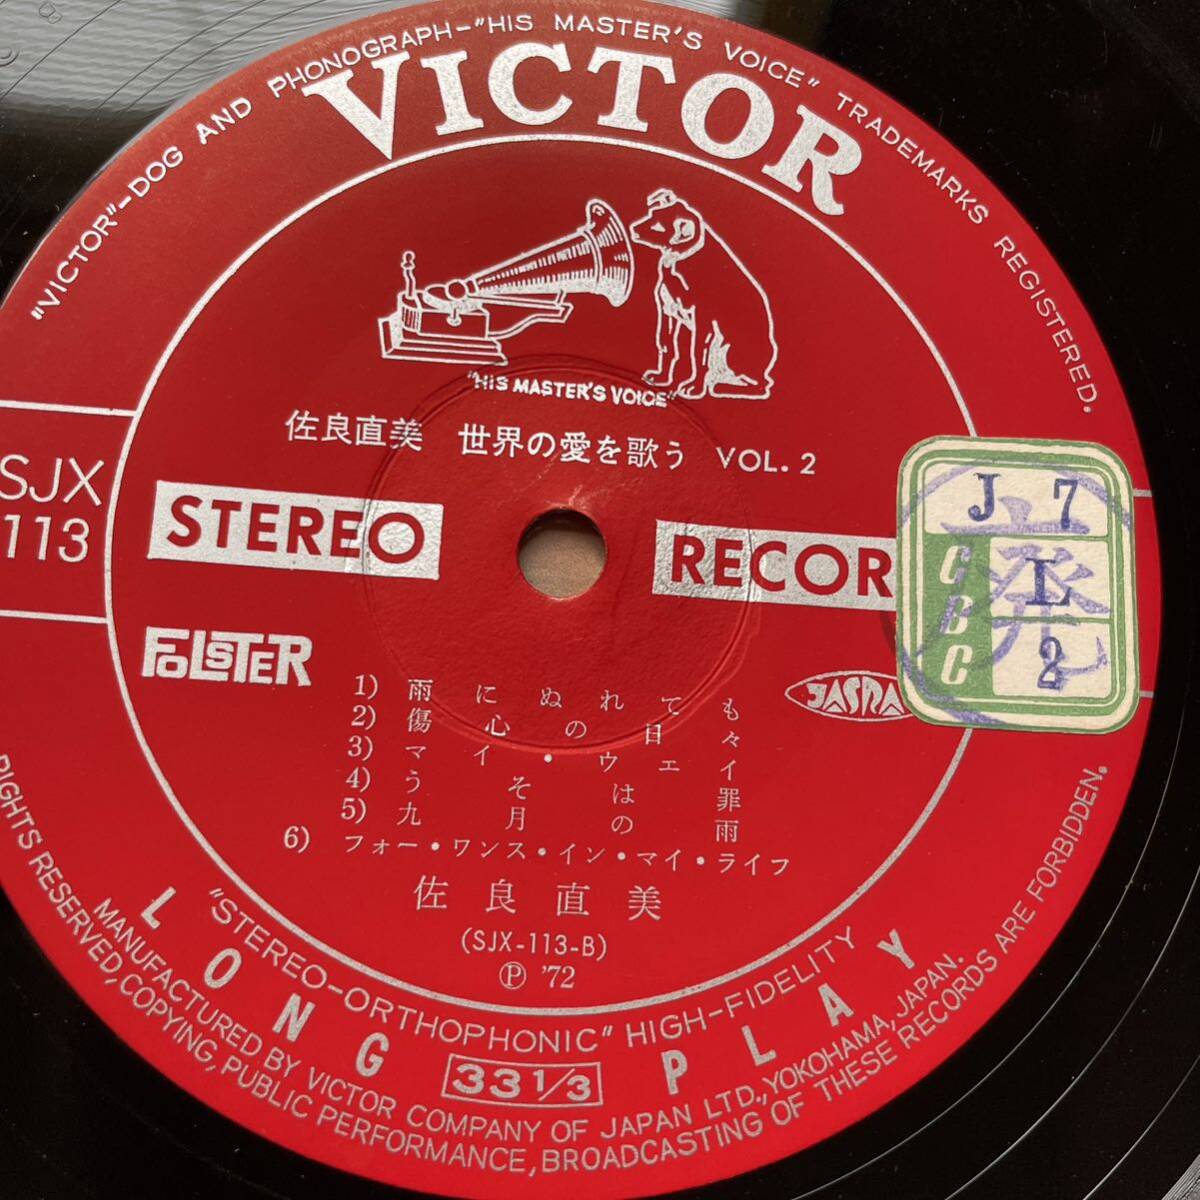 "VICTOR"-DOG AND PHONOGRAPH-"HIS MASTER'S VOICE" TRADEMARKS REGISTERED.
VICTOR
"HIS MASTER'S VOICE"
佐良直美 世界の愛を歌う VOL. 2
SJX
113
STEREO
RECOR
J 7
CBC
L
2
FOLSTER
JASRA
1) 雨にぬれても
2) 傷心の日々
3) マイ・ウェイ
4) うそは罪
5) 九月の雨
6) フォー・ワンス・イン・マイ・ライフ
佐良直美
(SJX-113-B)
Ⓟ '72
"STEREO-ORTHOPHONIC" HIGH-FIDELITY
LONG PLAY
33 1/3
MANUFACTURED BY VICTOR COMPANY OF JAPAN LTD., YOKOHAMA, JAPAN.
RIGHTS RESERVED, COPYING, PUBLIC PERFORMANCE, BROADCASTING OF THESE RECORDS ARE FORBIDDEN.